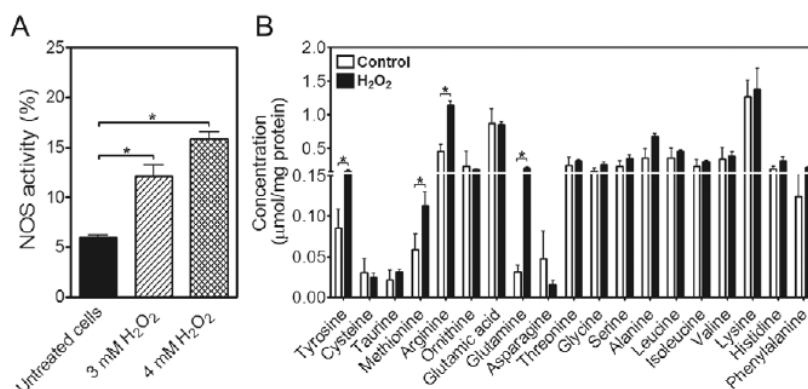 A
NOS activity (%)
25
20
15
10
5
0
*
*
Untreated cells
3 mM H₂O₂
4 mM H₂O₂
B
Concentration
(μmol/mg protein)
2.0
1.5
1.0
0.5
0.15
0.10
0.05
0.00
Control
H₂O₂
*
*
*
*
Tyrosine
Cysteine
Taurine
Methionine
Arginine
Ornithine
Glutamic acid
Glutamine
Asparagine
Threonine
Glycine
Serine
Alanine
Leucine
Isoleucine
Valine
Lysine
Histidine
Phenylalanine